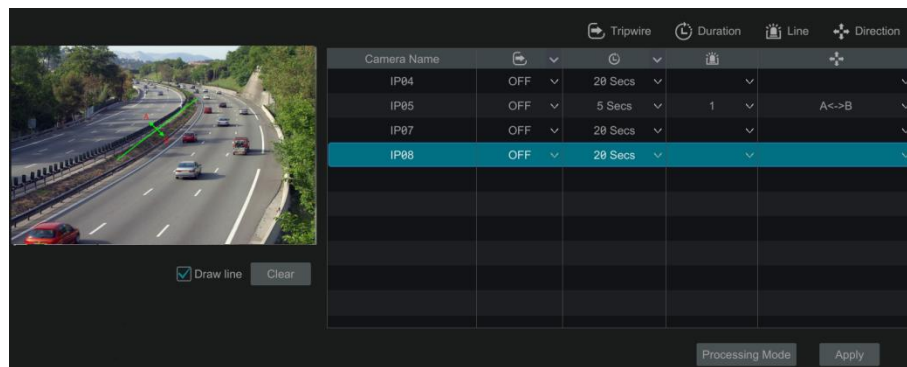 Tripwire Duration Line Direction
Camera Name
IP04 OFF 20 Secs
IP05 OFF 5 Secs 1 A<->B
IP07 OFF 20 Secs
IP08 OFF 20 Secs
Draw line Clear
Processing Mode Apply